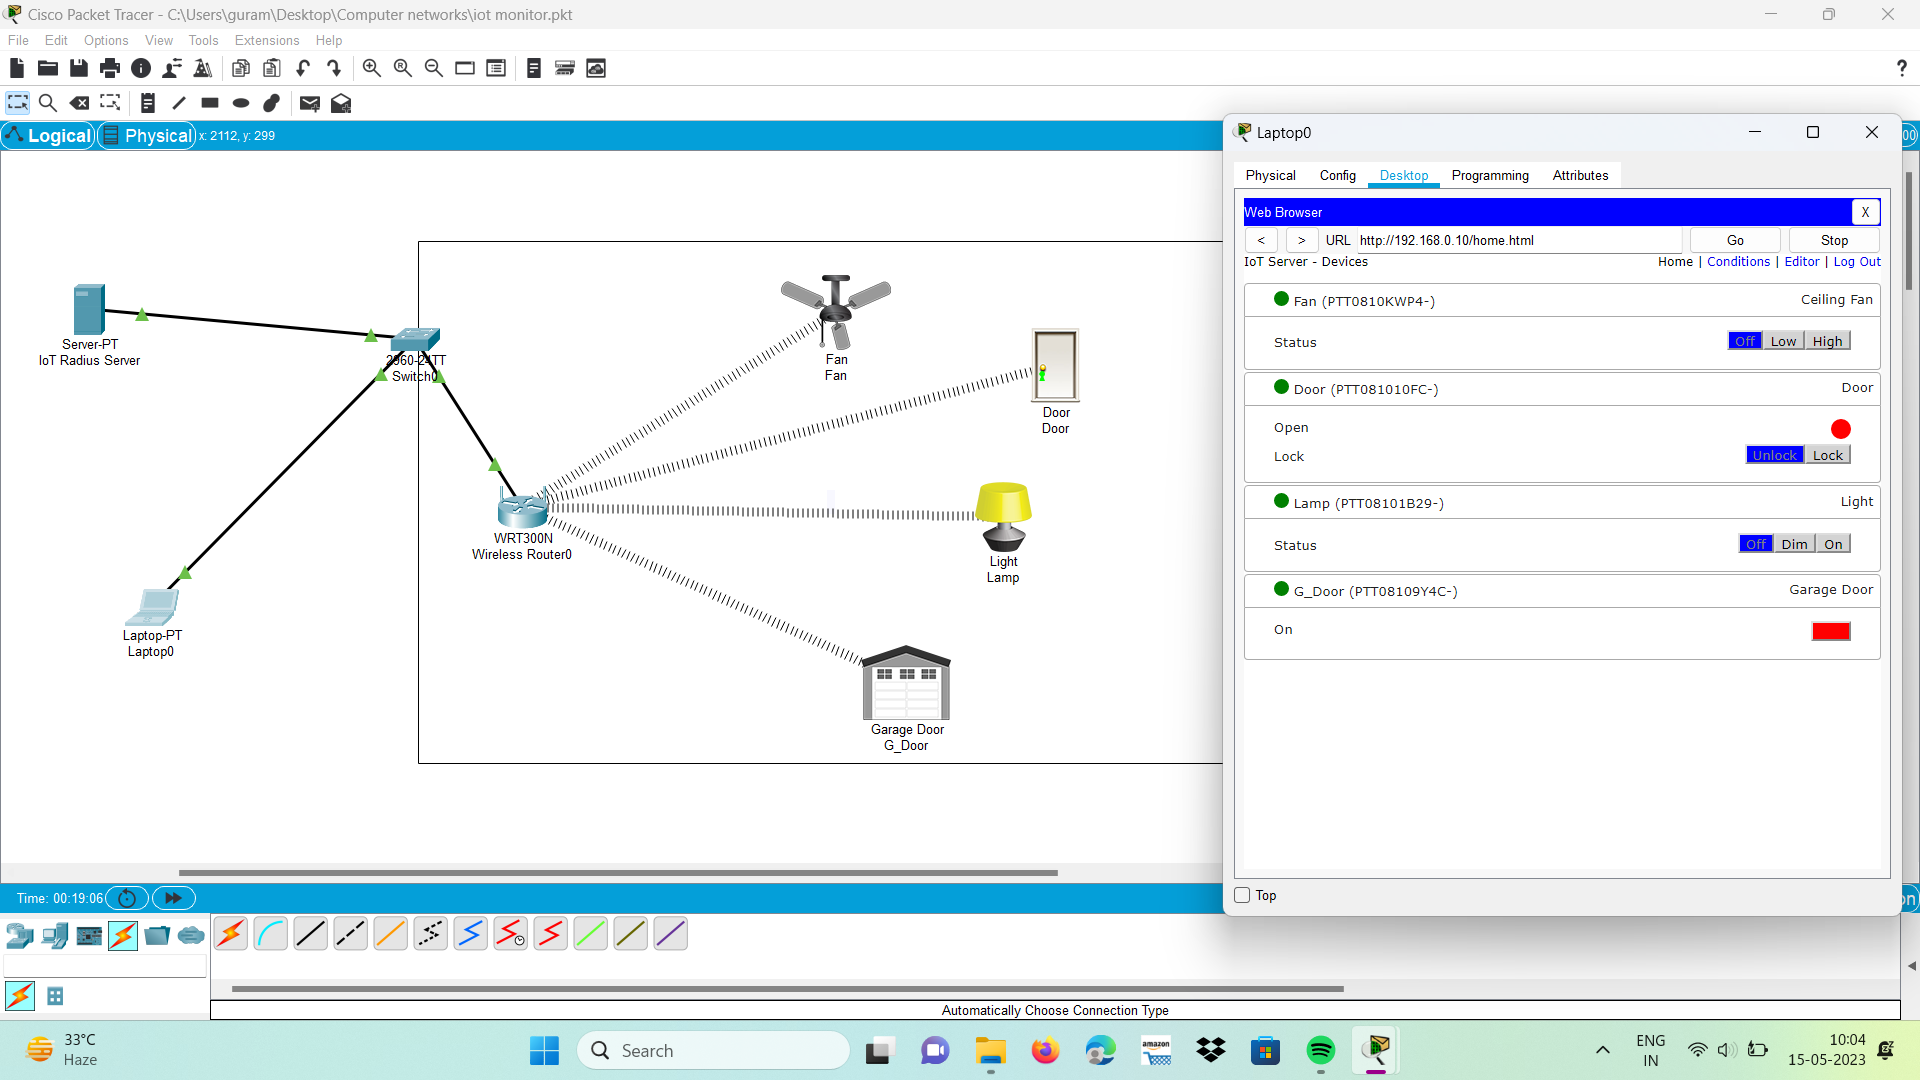 Cisco Packet Tracer - C:\Users\guram\Desktop\Computer networks\iot monitor.pkt
File Edit Options View Tools Extensions Help
?
Logical Physical x: 2112, y: 299
Server-PT
IoT Radius Server
2960-24TT
Switch0
Fan
Fan
Door
Door
WRT300N
Wireless Router0
Light
Lamp
Laptop-PT
Laptop0
Garage Door
G_Door
Laptop0
Physical Config Desktop Programming Attributes
Web Browser X
< > URL http://192.168.0.10/home.html Go Stop
IoT Server - Devices Home | Conditions | Editor | Log Out
Fan (PTT0810KWP4-) Ceiling Fan
Status Off Low High
Door (PTT081010FC-) Door
Open
Lock Unlock Lock
Lamp (PTT08101B29-) Light
Status Off Dim On
G_Door (PTT08109Y4C-) Garage Door
On
Top
Time: 00:19:06
Automatically Choose Connection Type
33°C
Haze
Search
amazon
ENG
IN
10:04
15-05-2023